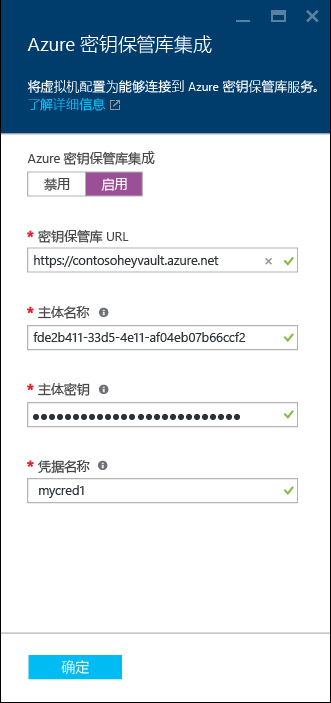 Azure 密钥保管库集成
将虚拟机配置为能够连接到 Azure 密钥保管库服务。
了解详细信息
Azure 密钥保管库集成
禁用 启用
* 密钥保管库 URL
https://contosoheyvault.azure.net
* 主体名称
fde2b411-33d5-4e11-af04eb07b66ccf2
* 主体密钥
●●●●●●●●●●●●●●●●●●●●●●●●●●
* 凭据名称
mycred1
确定